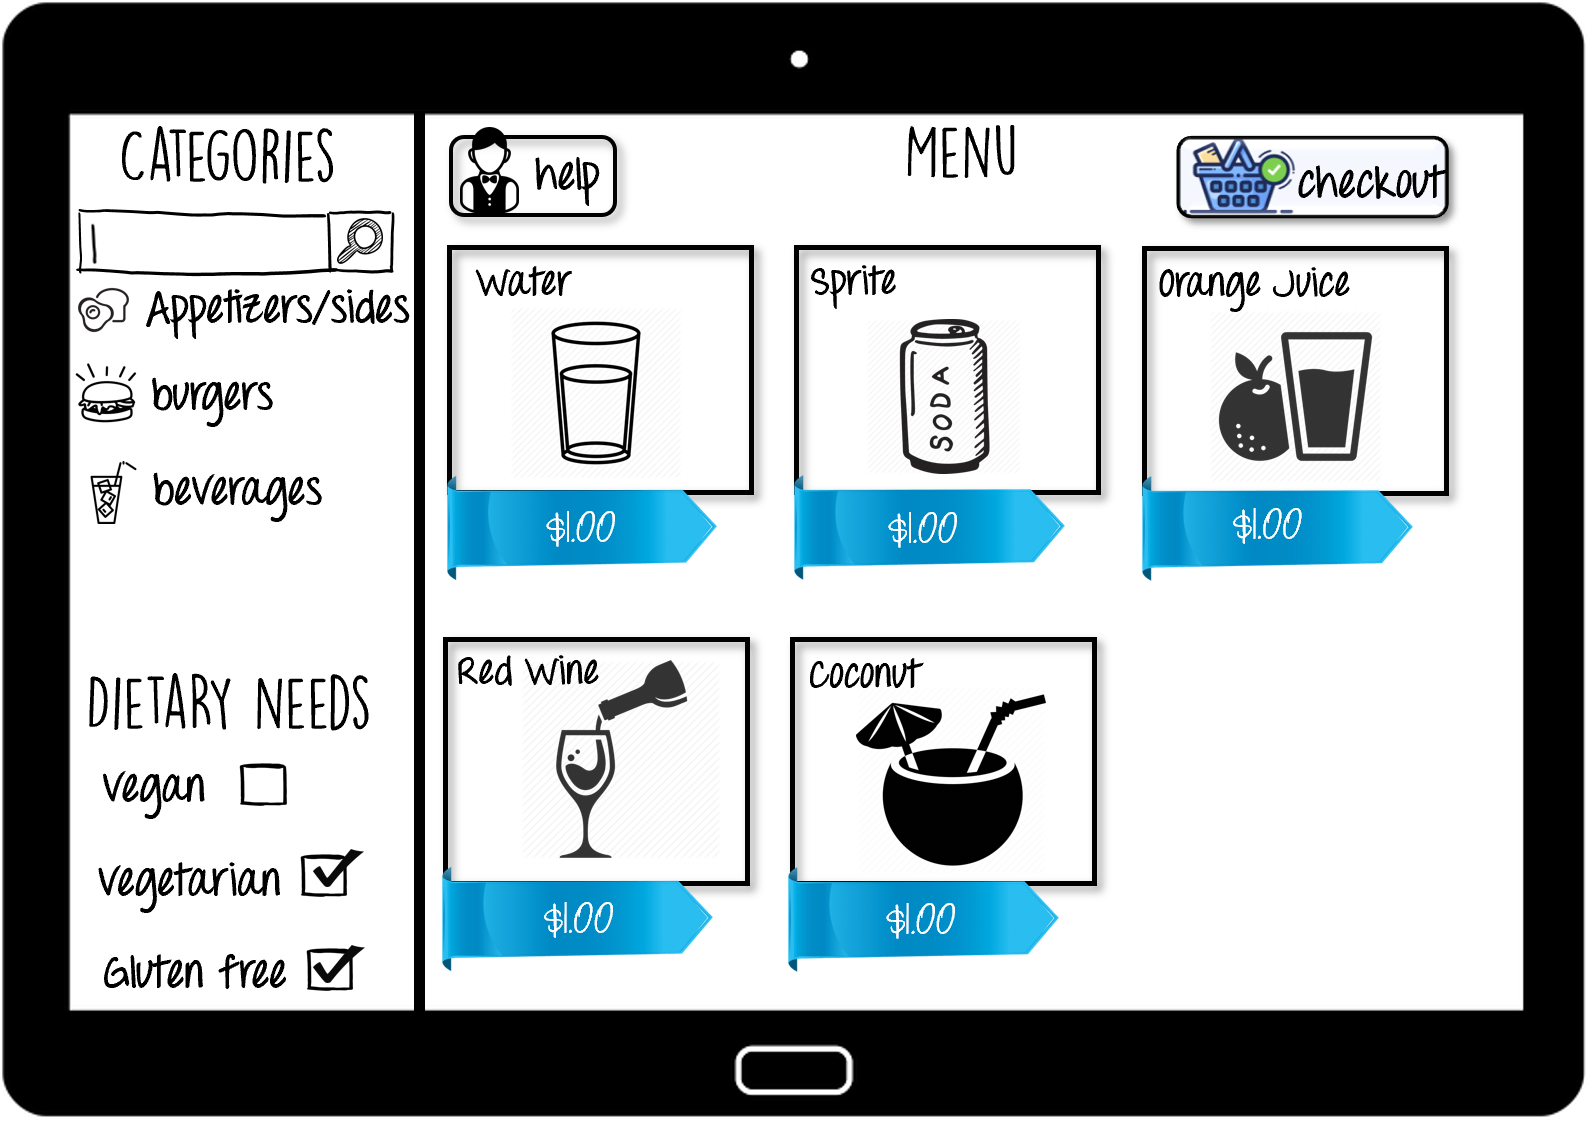 CATEGORIES
Appetizers/sides
burgers
beverages
DIETARY NEEDS
vegan
vegetarian
Gluten free
help
MENU
checkout
Water
$1.00
Sprite
SODA
$1.00
Orange Juice
$1.00
Red Wine
$1.00
Coconut
$1.00